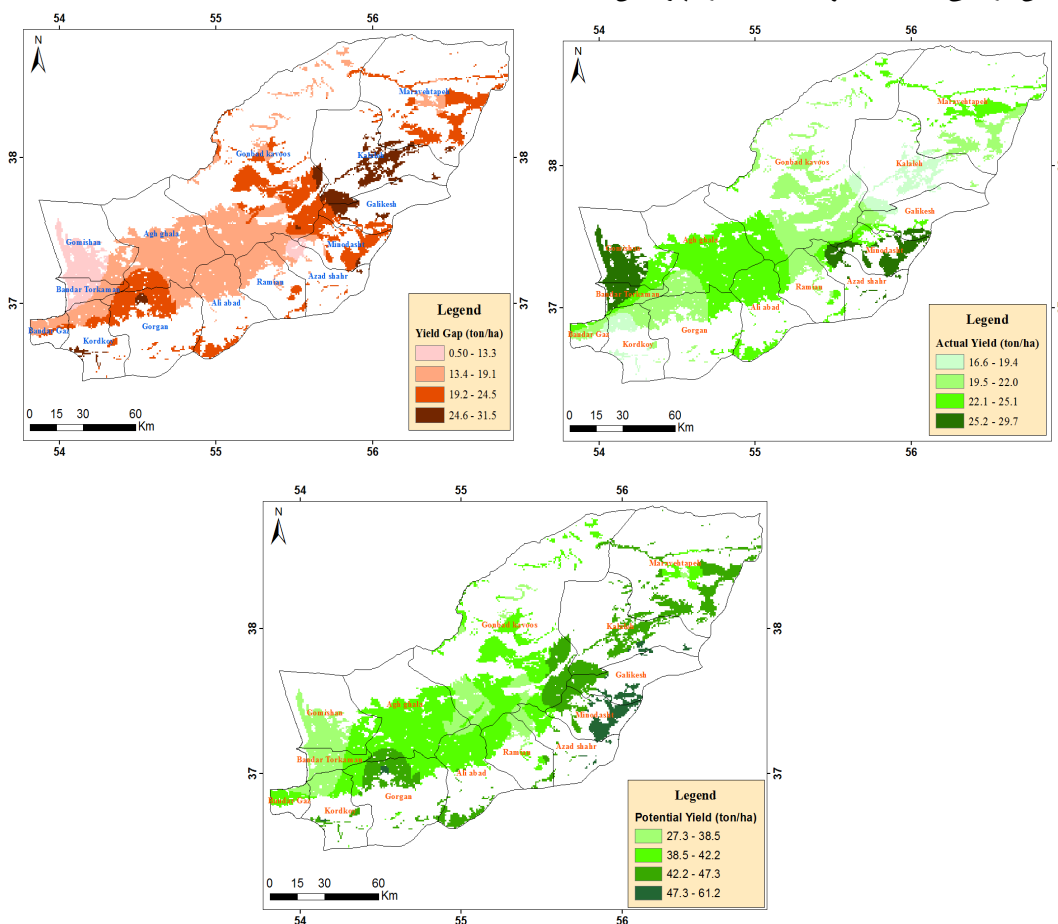 54
55
56
N
38
37
Maravehtapeh
Gonbad kavoos
Kalaleh
Galikesh
Gomishan
Agh ghala
Minodasht
Bandar Torkaman
Ramian
Azad shahr
Ali abad
Bandar Gaz
Gorgan
Kordkoy
Legend
Yield Gap (ton/ha)
0.50 - 13.3
13.4 - 19.1
19.2 - 24.5
24.6 - 31.5
0 15 30 60
Km
54
55
56
54
55
56
N
38
37
Maravehtapeh
Gonbad kavoos
Kalaleh
Galikesh
Agh ghala
Minodasht
Bandar Torkaman
Ramian
Azad shahr
Ali abad
Bandar Gaz
Gorgan
Kordkoy
Legend
Actual Yield (ton/ha)
16.6 - 19.4
19.5 - 22.0
22.1 - 25.1
25.2 - 29.7
0 15 30 60
Km
54
55
56
54
55
56
N
38
38
37
37
Maravehtapeh
Gonbad kavoos
Kalaleh
Galikesh
Gomishan
Agh ghala
Minodasht
Bandar Torkaman
Ramian
Azad shahr
Ali abad
Bandar Gaz
Gorgan
Kordkoy
Legend
Potential Yield (ton/ha)
27.3 - 38.5
38.5 - 42.2
42.2 - 47.3
47.3 - 61.2
0 15 30 60
Km
54
55
56